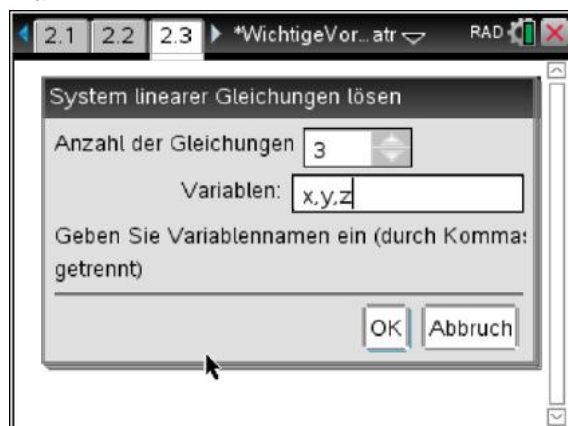 2.1 2.2 2.3 *WichtigeVor...atr RAD
System linearer Gleichungen lösen
Anzahl der Gleichungen 3
Variablen: x,y,z
Geben Sie Variablennamen ein (durch Kommas
getrennt)
OK Abbruch